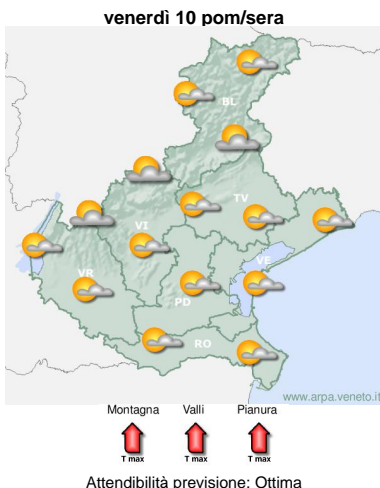 venerdì 10 pom/sera
BL
TV
VI
VE
VR
PD
RO
www.arpa.veneto.it
Montagna Valli Pianura
T max T max T max
Attendibilità previsione: Ottima